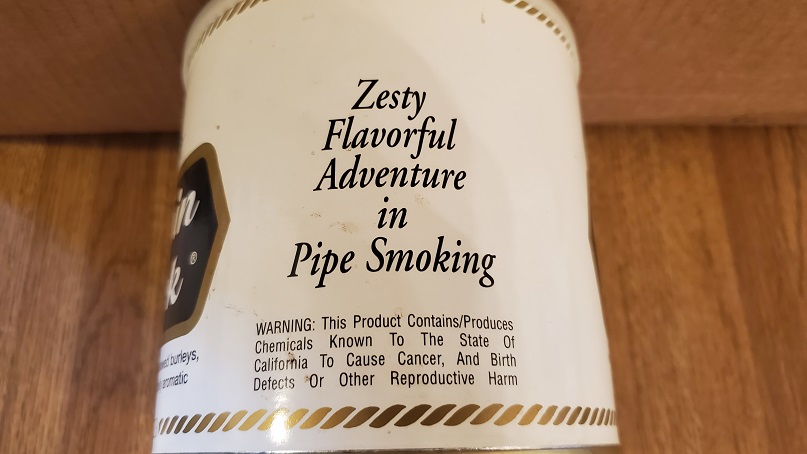 Zesty
Flavorful
Adventure
in
Pipe Smoking
WARNING: This Product Contains/Produces
Chemicals Known To The State Of
California To Cause Cancer, And Birth
Defects Or Other Reproductive Harm
in
k ®
burleys,
aromatic